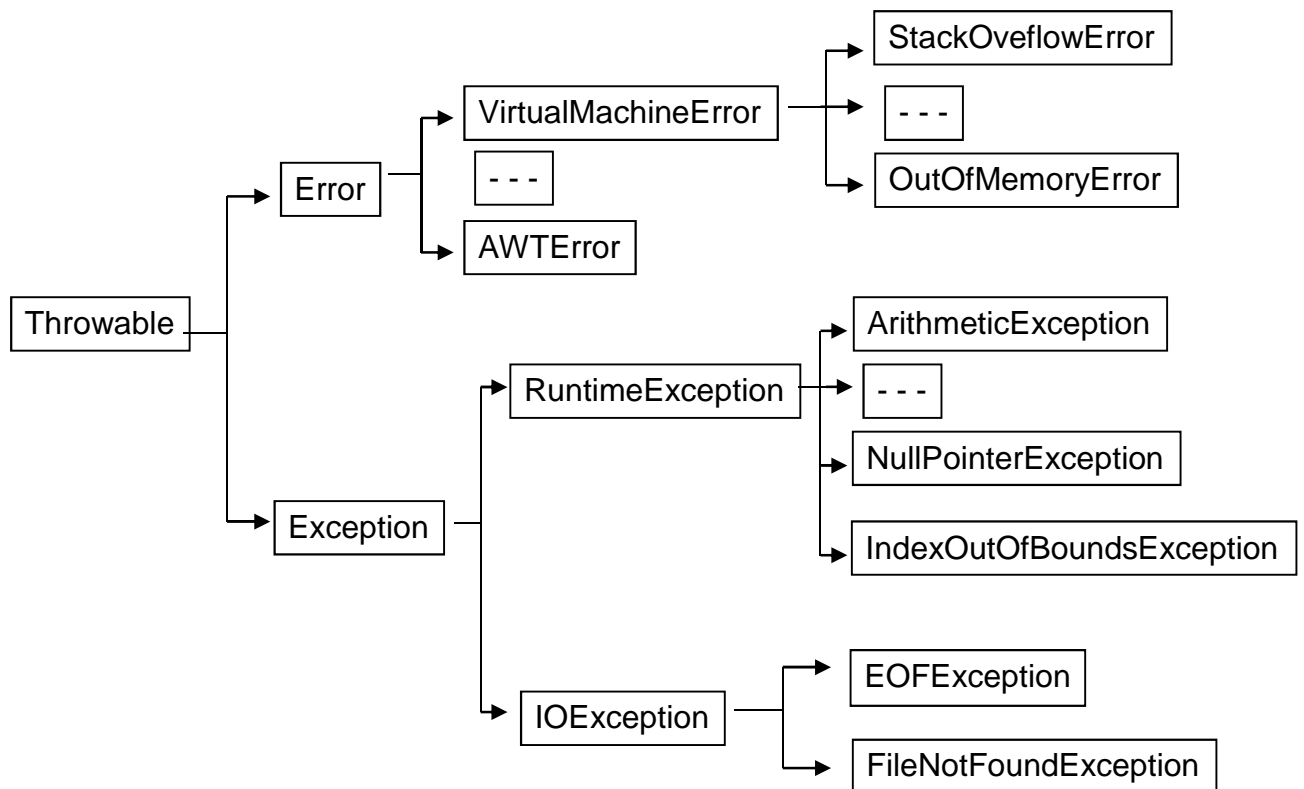 StackOveflowError
VirtualMachineError
- - -
- - -
Error
OutOfMemoryError
AWTError
Throwable
ArithmeticException
RuntimeException
- - -
NullPointerException
Exception
IndexOutOfBoundsException
EOFException
IOException
FileNotFoundException